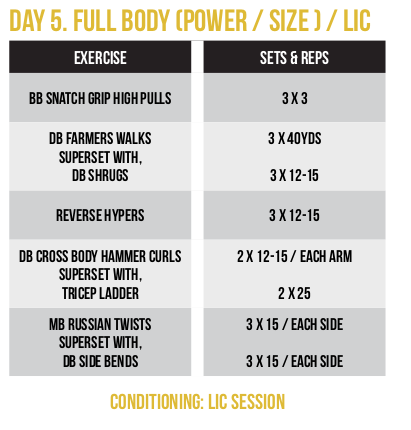 DAY 5. FULL BODY (POWER / SIZE ) / LIC
EXERCISE
SETS & REPS
BB SNATCH GRIP HIGH PULLS
3 X 3
DB FARMERS WALKS
SUPERSET WITH,
DB SHRUGS
3 X 40YDS
3 X 12-15
REVERSE HYPERS
3 X 12-15
DB CROSS BODY HAMMER CURLS
SUPERSET WITH,
TRICEP LADDER
2 X 12-15 / EACH ARM
2 X 25
MB RUSSIAN TWISTS
SUPERSET WITH,
DB SIDE BENDS
3 X 15 / EACH SIDE
3 X 15 / EACH SIDE
CONDITIONING: LIC SESSION